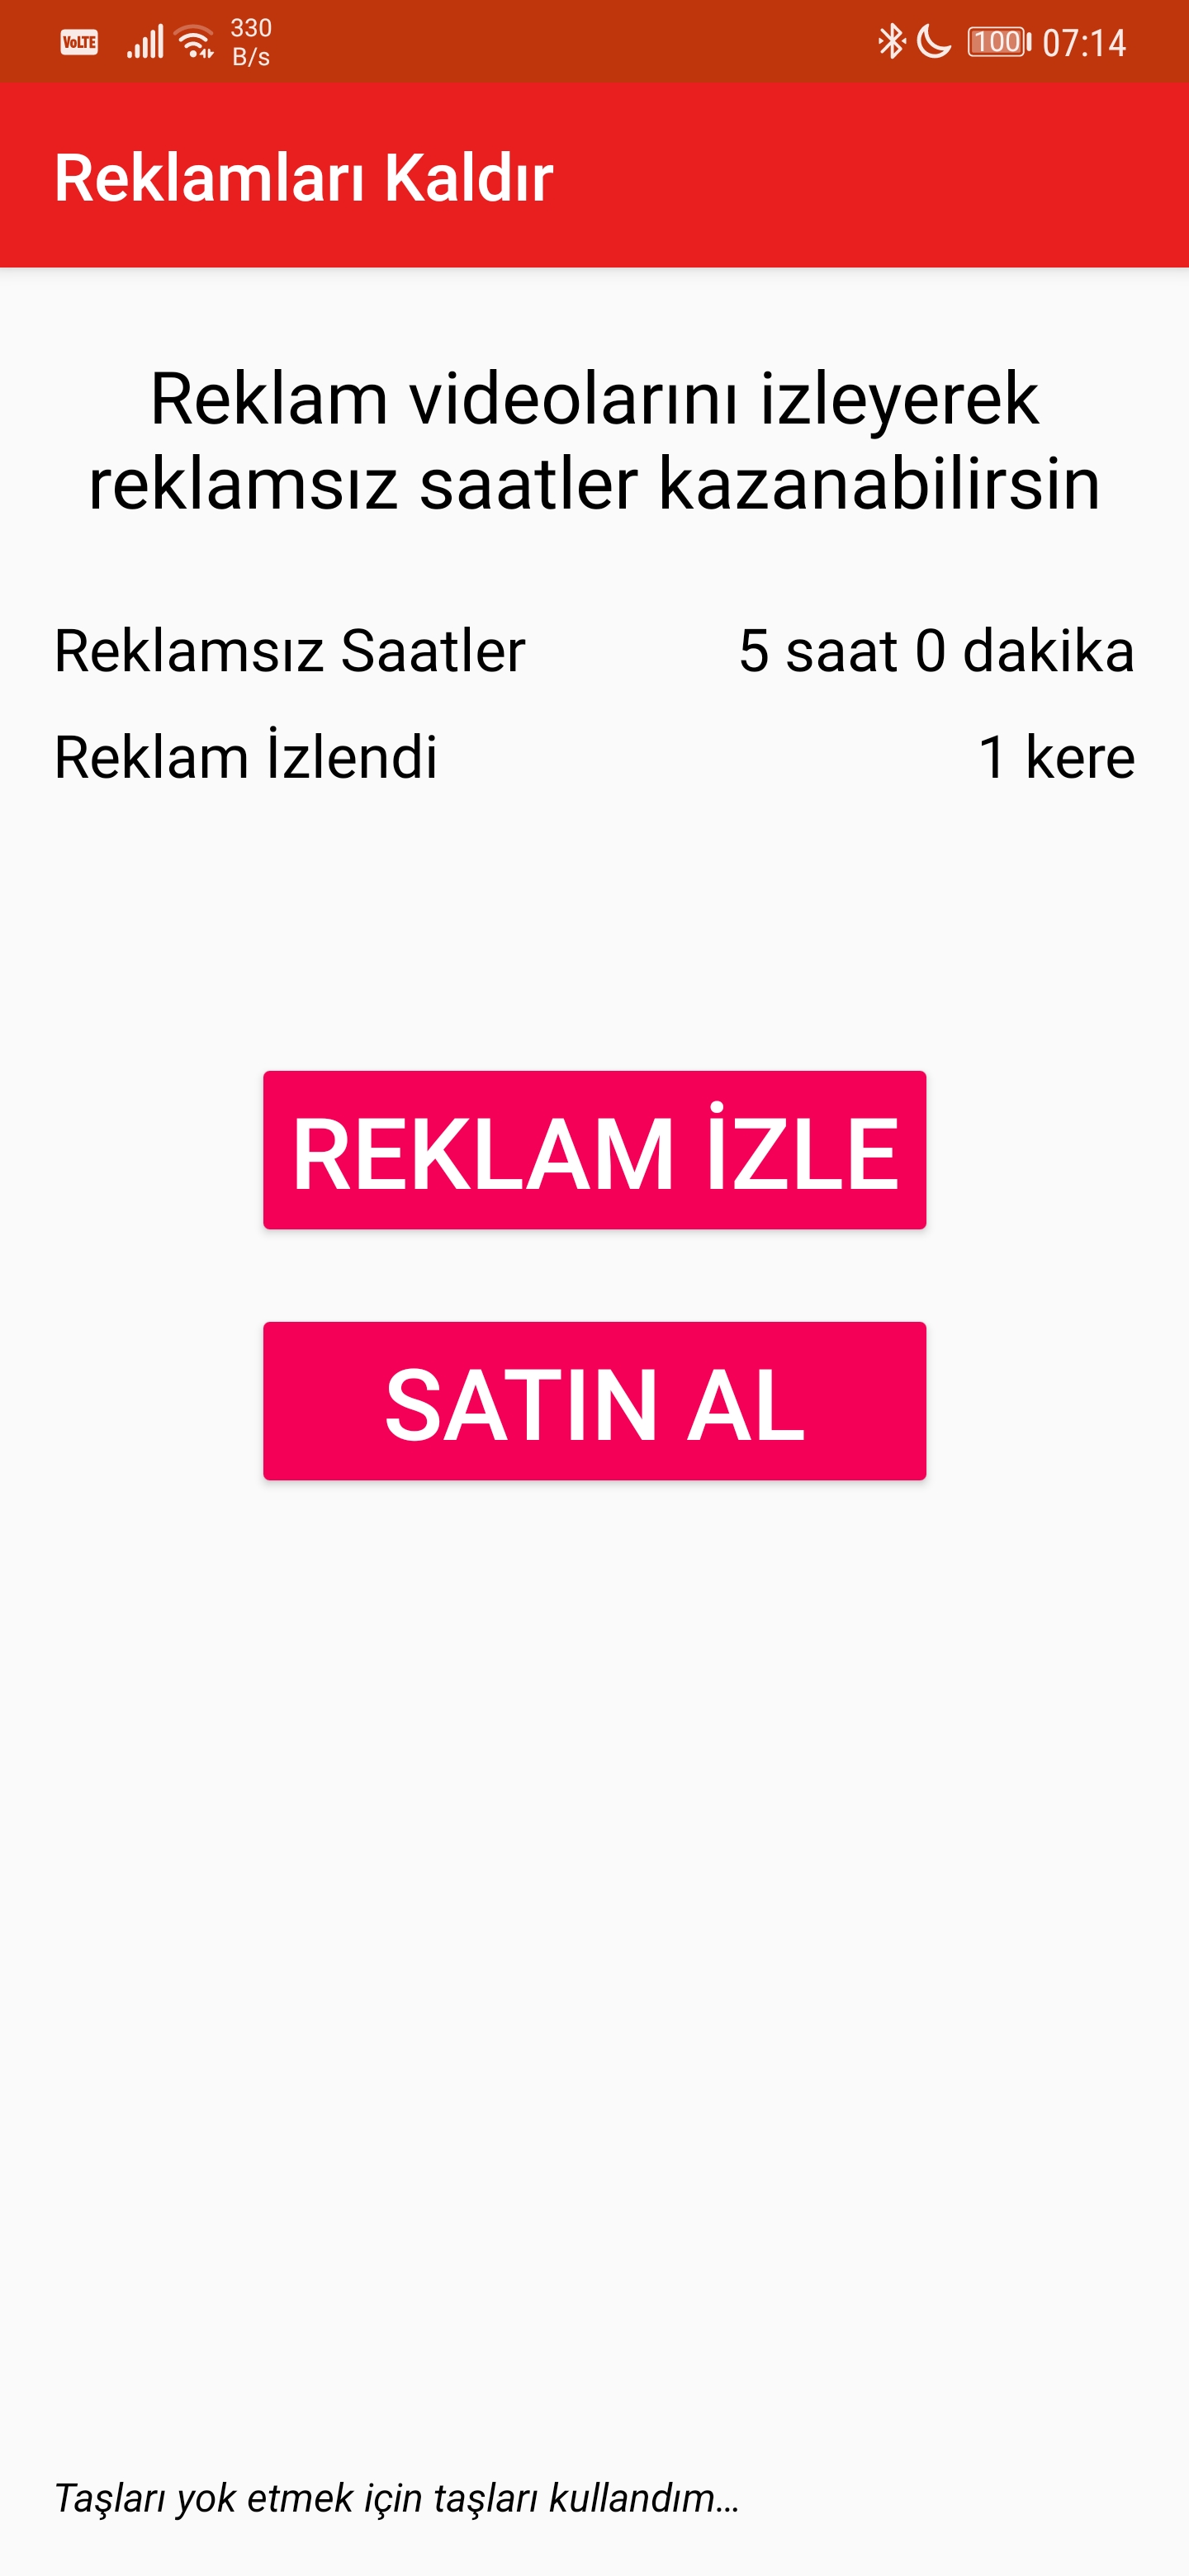 VoLTE 330 B/s 100 07:14
Reklamları Kaldır
Reklam videolarını izleyerek
reklamsız saatler kazanabilirsin
Reklamsız Saatler 5 saat 0 dakika
Reklam İzlendi 1 kere
REKLAM İZLE
SATIN AL
Taşları yok etmek için taşları kullandım...